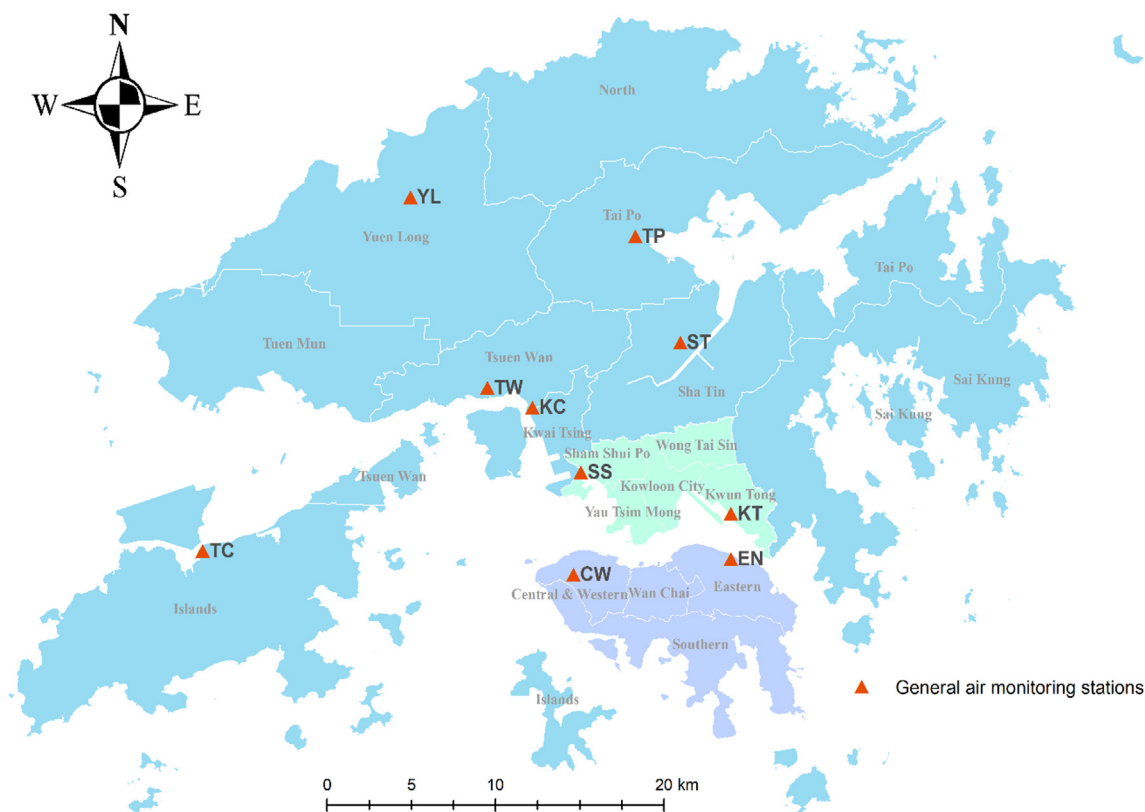 N
W E
S
North
YL
Yuen Long
Tai Po
TP
Tai Po
ST
Tuen Mun
Tsuen Wan
TW
Sha Tin
Sai Kung
KC
Sai Kung
Kwai Tsing
Wong Tai Sin
Sham Shui Po
SS
Tsuen Wan
Kowloon City
Kwun Tong
Yau Tsim Mong
KT
TC
EN
CW
Islands
Central & Western
Wan Chai
Eastern
Southern
General air monitoring stations
Islands
0 5 10 20 km